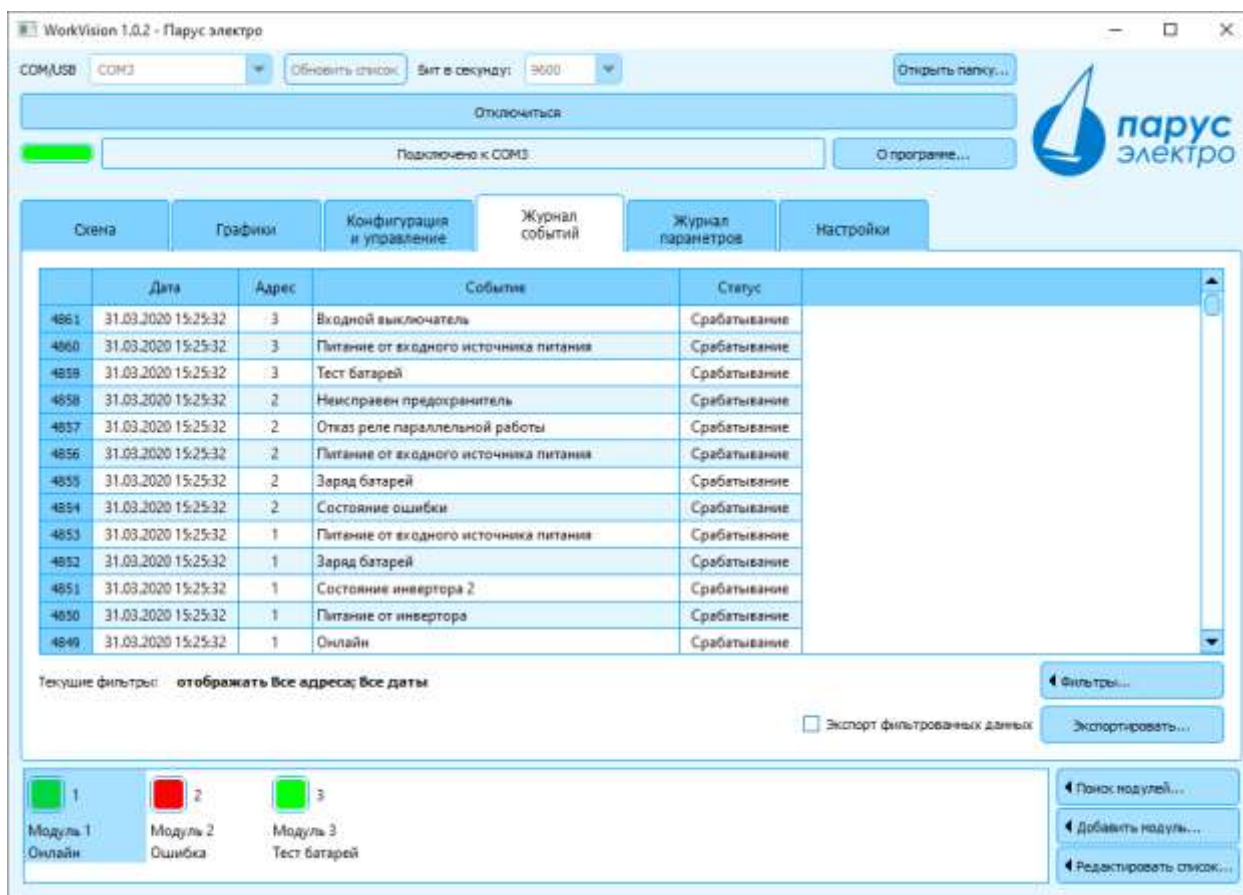 WorkVision 1.0.2 - Парус электро
COM/USB COM3 Обновить список Бит в секунду: 9600 Открыть папку...
Отключиться
Подключено к COM3 О программе...
парус
электро
Схема Графики Конфигурация и управление Журнал событий Журнал параметров Настройки
Дата Адрес Событие Статус
4861 31.03.2020 15:25:32 3 Входной выключатель Срабатывание
4860 31.03.2020 15:25:32 3 Питание от входного источника питания Срабатывание
4859 31.03.2020 15:25:32 3 Тест батарей Срабатывание
4858 31.03.2020 15:25:32 2 Неисправен предохранитель Срабатывание
4857 31.03.2020 15:25:32 2 Отказ реле параллельной работы Срабатывание
4856 31.03.2020 15:25:32 2 Питание от входного источника питания Срабатывание
4855 31.03.2020 15:25:32 2 Заряд батарей Срабатывание
4854 31.03.2020 15:25:32 2 Состояние ошибки Срабатывание
4853 31.03.2020 15:25:32 1 Питание от входного источника питания Срабатывание
4852 31.03.2020 15:25:32 1 Заряд батарей Срабатывание
4851 31.03.2020 15:25:32 1 Состояние инвертора 2 Срабатывание
4850 31.03.2020 15:25:32 1 Питание от инвертора Срабатывание
4849 31.03.2020 15:25:32 1 Онлайн Срабатывание
Текущие фильтры: отображать Все адреса; Все даты Фильтры...
Экспорт фильтрованных данных Экспортировать...
1 2 3 Поиск модулей...
Модуль 1 Модуль 2 Модуль 3 Добавить модуль...
Онлайн Ошибка Тест батарей Редактировать список...